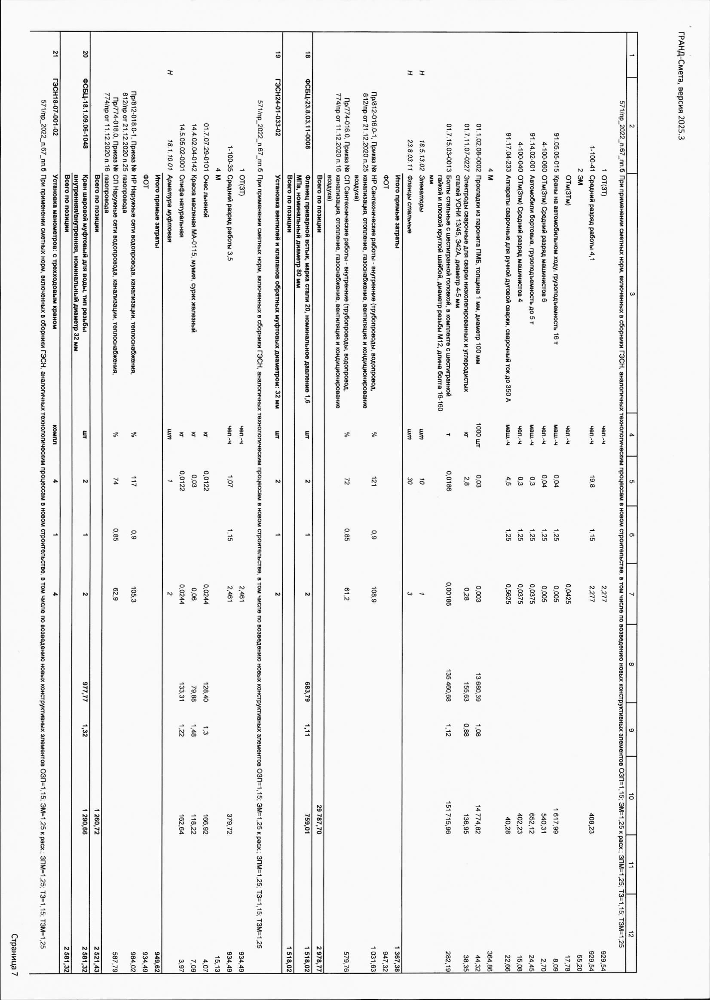 ГРАНД-Смета, версия 2025.3
1 2 3 4 5 6 7 8 9 10 11 12
571/пр_2022_п.67_пп.б При применении сметных норм, включенных в сборники ГЭСН, аналогичных технологическим процессам в новом строительстве, в том числе по возведению новых конструктивных элементов ОЗП=1,15; ЭМ=1,25 к расх.; ЗПМ=1,25; ТЗ=1,15; ТЗМ=1,25
1 ОТ(ЗТ) чел.-ч 2,277 929,54
1-100-41 Средний разряд работы 4,1 чел.-ч 19,8 1,15 2,277 408,23 929,54
2 ЭМ 55,20
ОТм(ЗТм) чел.-ч 0,0425 17,78
91.05.05-015 Краны на автомобильном ходу, грузоподъемность 16 т маш.-ч 0,04 1,25 0,005 1 617,99 8,09
4-100-060 ОТм(Зтм) Средний разряд машинистов 6 чел.-ч 0,04 1,25 0,005 540,31 2,70
91.14.02-001 Автомобили бортовые, грузоподъемность до 5 т маш.-ч 0,3 1,25 0,0375 652,12 24,45
4-100-040 ОТм(Зтм) Средний разряд машинистов 4 чел.-ч 0,3 1,25 0,0375 402,23 15,08
91.17.04-233 Аппараты сварочные для ручной дуговой сварки, сварочный ток до 350 А маш.-ч 4,5 1,25 0,5625 40,28 22,66
4 М 364,86
01.1.02.08-0002 Прокладки из паронита ПМБ, толщина 1 мм, диаметр 100 мм 1000 шт 0,03 0,003 13 680,39 1,08 14 774,82 44,32
01.7.11.07-0227 Электроды сварочные для сварки низколегированных и углеродистых кг 2,8 0,28 155,63 0,88 136,95 38,35
сталей УОНИ 13/45, Э42А, диаметр 4-5 мм
01.7.15.03-0013 Болты стальные с шестигранной головкой, в комплекте с шестигранной т 0,0186 0,00186 135 460,68 1,12 151 715,96 282,19
гайкой и плоской круглой шайбой, диаметр резьбы М12, длина болта 16-160
мм
Н 18.5.13.02 Элеваторы шт 10 1
Н 23.8.03.11 Фланцы стальные шт 30 3
Итого прямые затраты 1 367,38
ФОТ 947,32
Пр/812-016.0-1, Приказ № НР Сантехнические работы - внутренние (трубопроводы, водопровод, % 121 0,9 108,9 1 031,63
812/пр от 21.12.2020 п.25 канализация, отопление, газоснабжение, вентиляция и кондиционирование
воздуха)
Пр/774-016.0, Приказ № СП Сантехнические работы - внутренние (трубопроводы, водопровод, % 72 0,85 61,2 579,76
774/пр от 11.12.2020 п.16 канализация, отопление, газоснабжение, вентиляция и кондиционирование
воздуха)
Всего по позиции 29 787,70 2 978,77
18 ФСБЦ-23.8.03.11-0008 Фланец приварной встык, марка стали 20, номинальное давление 1,6 шт 2 1 2 683,79 1,11 759,01 1 518,02
МПа, номинальный диаметр 80 мм
Всего по позиции 1 518,02
19 ГЭСН24-01-033-02 Установка вентилей и клапанов обратных муфтовых диаметром: 32 мм шт 2 1 2
571/пр_2022_п.67_пп.б При применении сметных норм, включенных в сборники ГЭСН, аналогичных технологическим процессам в новом строительстве, в том числе по возведению новых конструктивных элементов ОЗП=1,15; ЭМ=1,25 к расх.; ЗПМ=1,25; ТЗ=1,15; ТЗМ=1,25
1 ОТ(ЗТ) чел.-ч 2,461 934,49
1-100-35 Средний разряд работы 3,5 чел.-ч 1,07 1,15 2,461 379,72 934,49
4 М 15,13
01.7.07.29-0101 Очес льняной кг 0,0122 0,0244 128,40 1,3 166,92 4,07
14.4.02.04-0142 Краска масляная МА-0115, мумия, сурик железный кг 0,03 0,06 79,88 1,48 118,22 7,09
14.5.05.02-0001 Олифа натуральная кг 0,0122 0,0244 133,31 1,22 162,64 3,97
Н 18.1.10.01 Арматура муфтовая шт 1 2
Итого прямые затраты 949,62
ФОТ 934,49
Пр/812-018.0-1, Приказ № НР Наружные сети водопровода, канализации, теплоснабжения, % 117 0,9 105,3 984,02
812/пр от 21.12.2020 п.25 газопровода
Пр/774-018.0, Приказ № СП Наружные сети водопровода, канализации, теплоснабжения, % 74 0,85 62,9 587,79
774/пр от 11.12.2020 п.16 газопровода
Всего по позиции 1 260,72 2 521,43
20 ФСБЦ-18.1.09.06-1048 Кран шаровой муфтовый для воды, тип резьбы шт 2 1 2 977,77 1,32 1 290,66 2 581,32
внутренняя/внутренняя, номинальный диаметр 32 мм
Всего по позиции 2 581,32
21 ГЭСН18-07-001-02 Установка манометров: с трехходовым краном компл 4 1 4
571/пр_2022_п.67_пп.б При применении сметных норм, включенных в сборники ГЭСН, аналогичных технологическим процессам в новом строительстве, в том числе по возведению новых конструктивных элементов ОЗП=1,15; ЭМ=1,25 к расх.; ЗПМ=1,25; ТЗ=1,15; ТЗМ=1,25
Страница 7